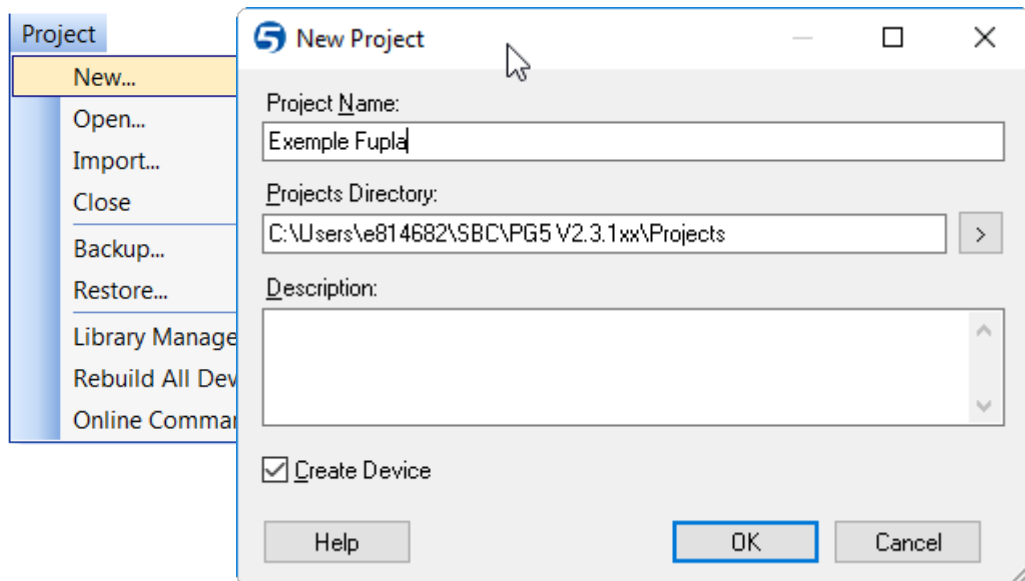 Project
New...
Open...
Import...
Close
Backup...
Restore...
Library Manage
Rebuild All Dev
Online Comma
New Project
Project Name:
Exemple Fupla
Projects Directory:
C:\Users\e814682\SBC\PG5 V2.3.1xx\Projects
>
Description:
Create Device
Help
OK
Cancel